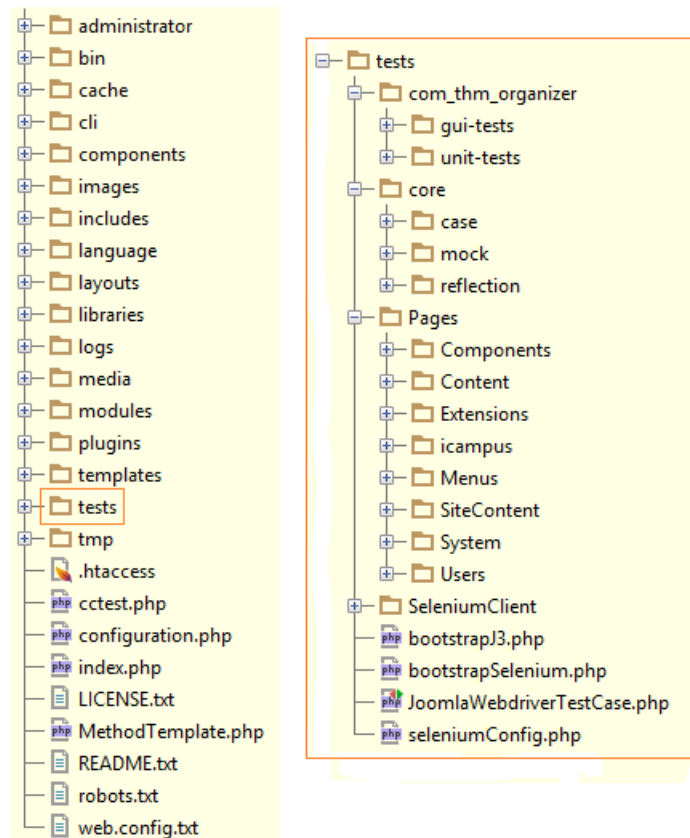 administrator
bin
cache
cli
components
images
includes
language
layouts
libraries
logs
media
modules
plugins
templates
tests
tmp
.htaccess
cctest.php
configuration.php
index.php
LICENSE.txt
MethodTemplate.php
README.txt
robots.txt
web.config.txt
tests
com_thm_organizer
gui-tests
unit-tests
core
case
mock
reflection
Pages
Components
Content
Extensions
icampus
Menus
SiteContent
System
Users
SeleniumClient
bootstrapJ3.php
bootstrapSelenium.php
JoomlaWebdriverTestCase.php
seleniumConfig.php